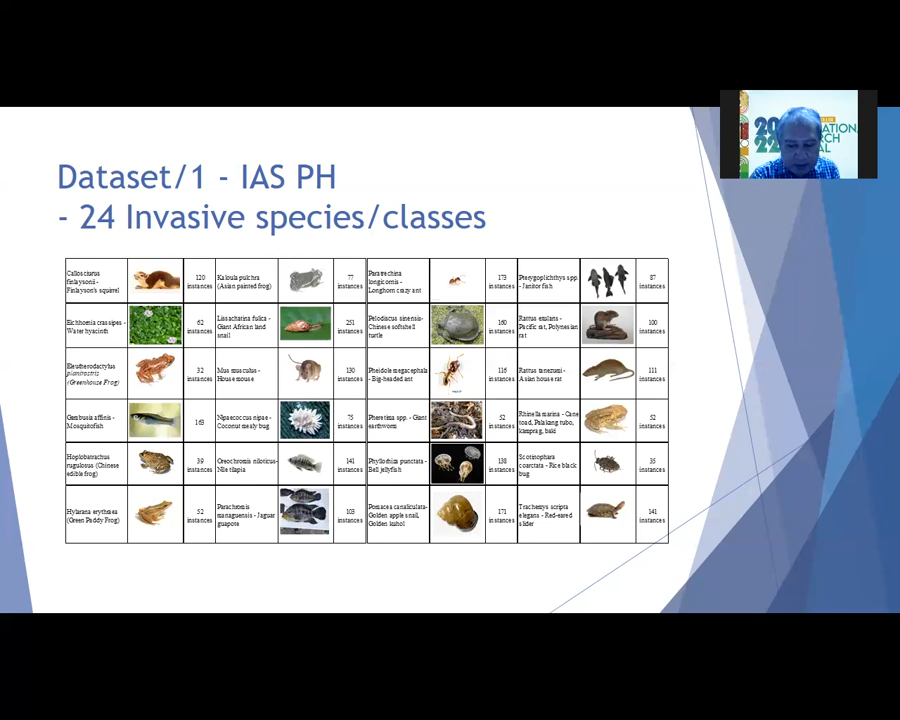 Dataset/1 - IAS PH
- 24 Invasive species/classes
Callosciurus
finlaysonii -
Finlayson's squirrel
120
instances
Kaloula pulchra
(Asian painted frog)
77
instances
Paratrechina
longicornis -
Longhorn crazy ant
173
instances
Pterygoplichthys spp.
- Janitor fish
87
instances
Eichhornia crassipes -
Water hyacinth
62
instances
Lissachatina fulica -
Giant African land
snail
251
instances
Pelodiscus sinensis-
Chinese softshell
turtle
160
instances
Rattus exulans -
Pacific rat, Polynesian
rat
100
instances
Eleutherodactylus
planirostris
(Greenhouse Frog)
32
instances
Mus musculus -
House mouse
130
instances
Pheidole megacephala
- Big-headed ant
116
instances
Rattus tanezumi -
Asian house rat
111
instances
Gambusia affinis -
Mosquitofish
163
Nipaecoccus nipae -
Coconut mealy bug
75
instances
Pheretima spp. - Giant
earthworm
52
instances
Rhinella marina - Cane
toad, Palakang tubo,
kamprag, baki
52
instances
Hoplobatrachus
rugulosus (Chinese
edible frog)
39
instances
Oreochromis niloticus-
Nile tilapia
141
instances
Phyllorhiza punctata -
Bell jellyfish
138
instances
Scotinophara
coarctata - Rice black
bug
35
instances
Hylarana erythraea
(Green Paddy Frog)
52
instances
Parachromis
managuensis - Jaguar
guapote
103
instances
Pomacea canaliculata-
Golden apple snail,
Golden kuhol
171
instances
Trachemys scripta
elegans - Red-eared
slider
141
instances